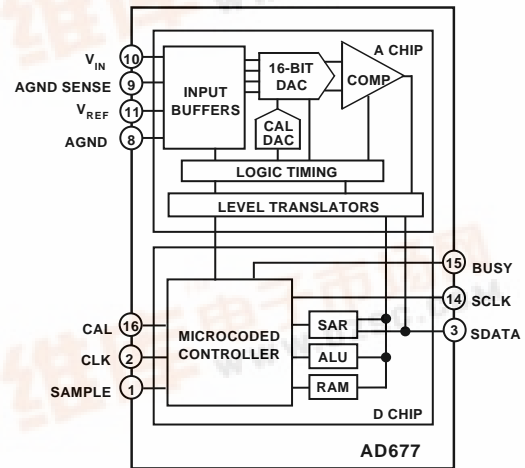 A CHIP
V_IN 10
AGND SENSE 9
V_REF 11
AGND 8
INPUT
BUFFERS
16-BIT
DAC
COMP
CAL
DAC
LOGIC TIMING
LEVEL TRANSLATORS
15 BUSY
14 SCLK
3 SDATA
CAL 16
CLK 2
SAMPLE 1
MICROCODED
CONTROLLER
SAR
ALU
RAM
D CHIP
AD677